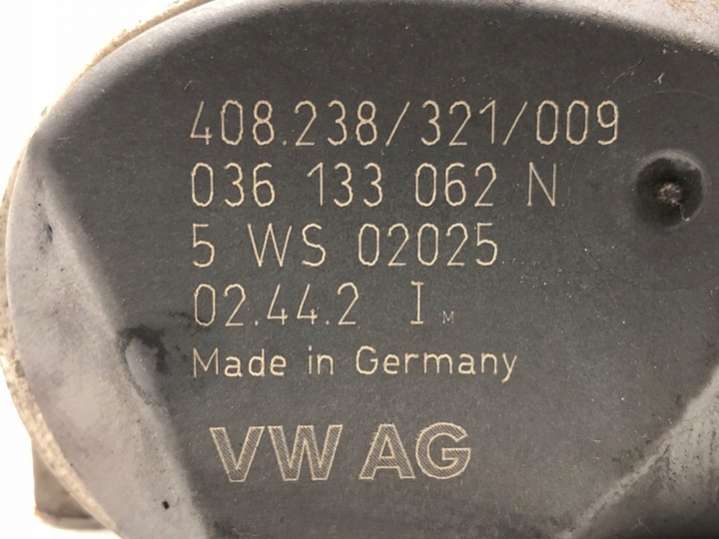 408.238/321/009
036 133 062 N
5 WS 02025
02.44.2 I M
Made in Germany
VW AG